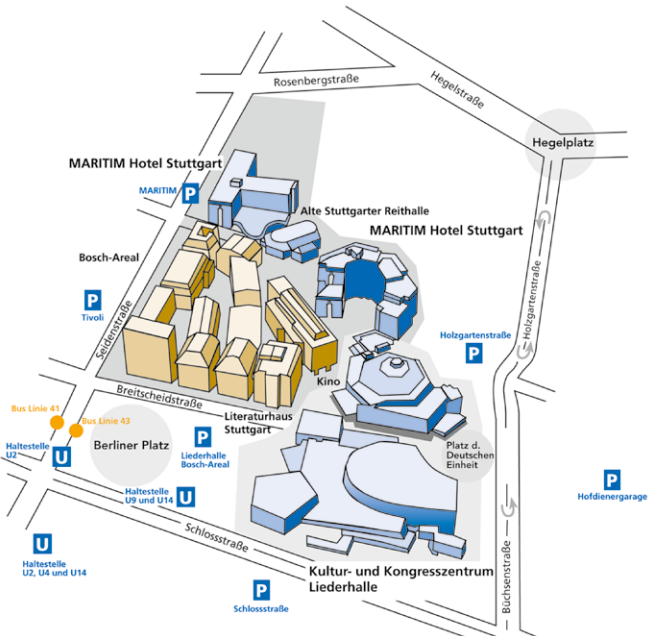 Rosenbergstraße
Hegelstraße
Hegelplatz
MARITIM Hotel Stuttgart
MARITIM
P
Alte Stuttgarter Reithalle
MARITIM Hotel Stuttgart
Bosch-Areal
Holzgartenstraße
P
Tivoli
Seidenstraße
Holzgartenstraße
P
Kino
Breitscheidstraße
Literaturhaus
Stuttgart
Bus Linie 41
Bus Linie 43
Berliner Platz
Haltestelle
U2
U
P
Liederhalle
Bosch-Areal
Platz d.
Deutschen
Einheit
P
Hofdienergarage
Haltestelle
U9 und U14
U
Schlossstraße
U
Haltestelle
U2, U4 und U14
Kultur- und Kongresszentrum
Liederhalle
P
Schlossstraße
Büchsenstraße